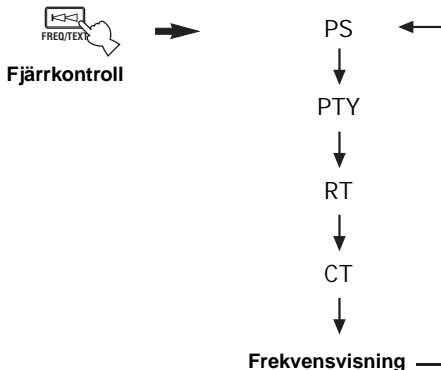 FREQ/TEXT
Fjärrkontroll
PS
PTY
RT
CT
Frekvensvisning